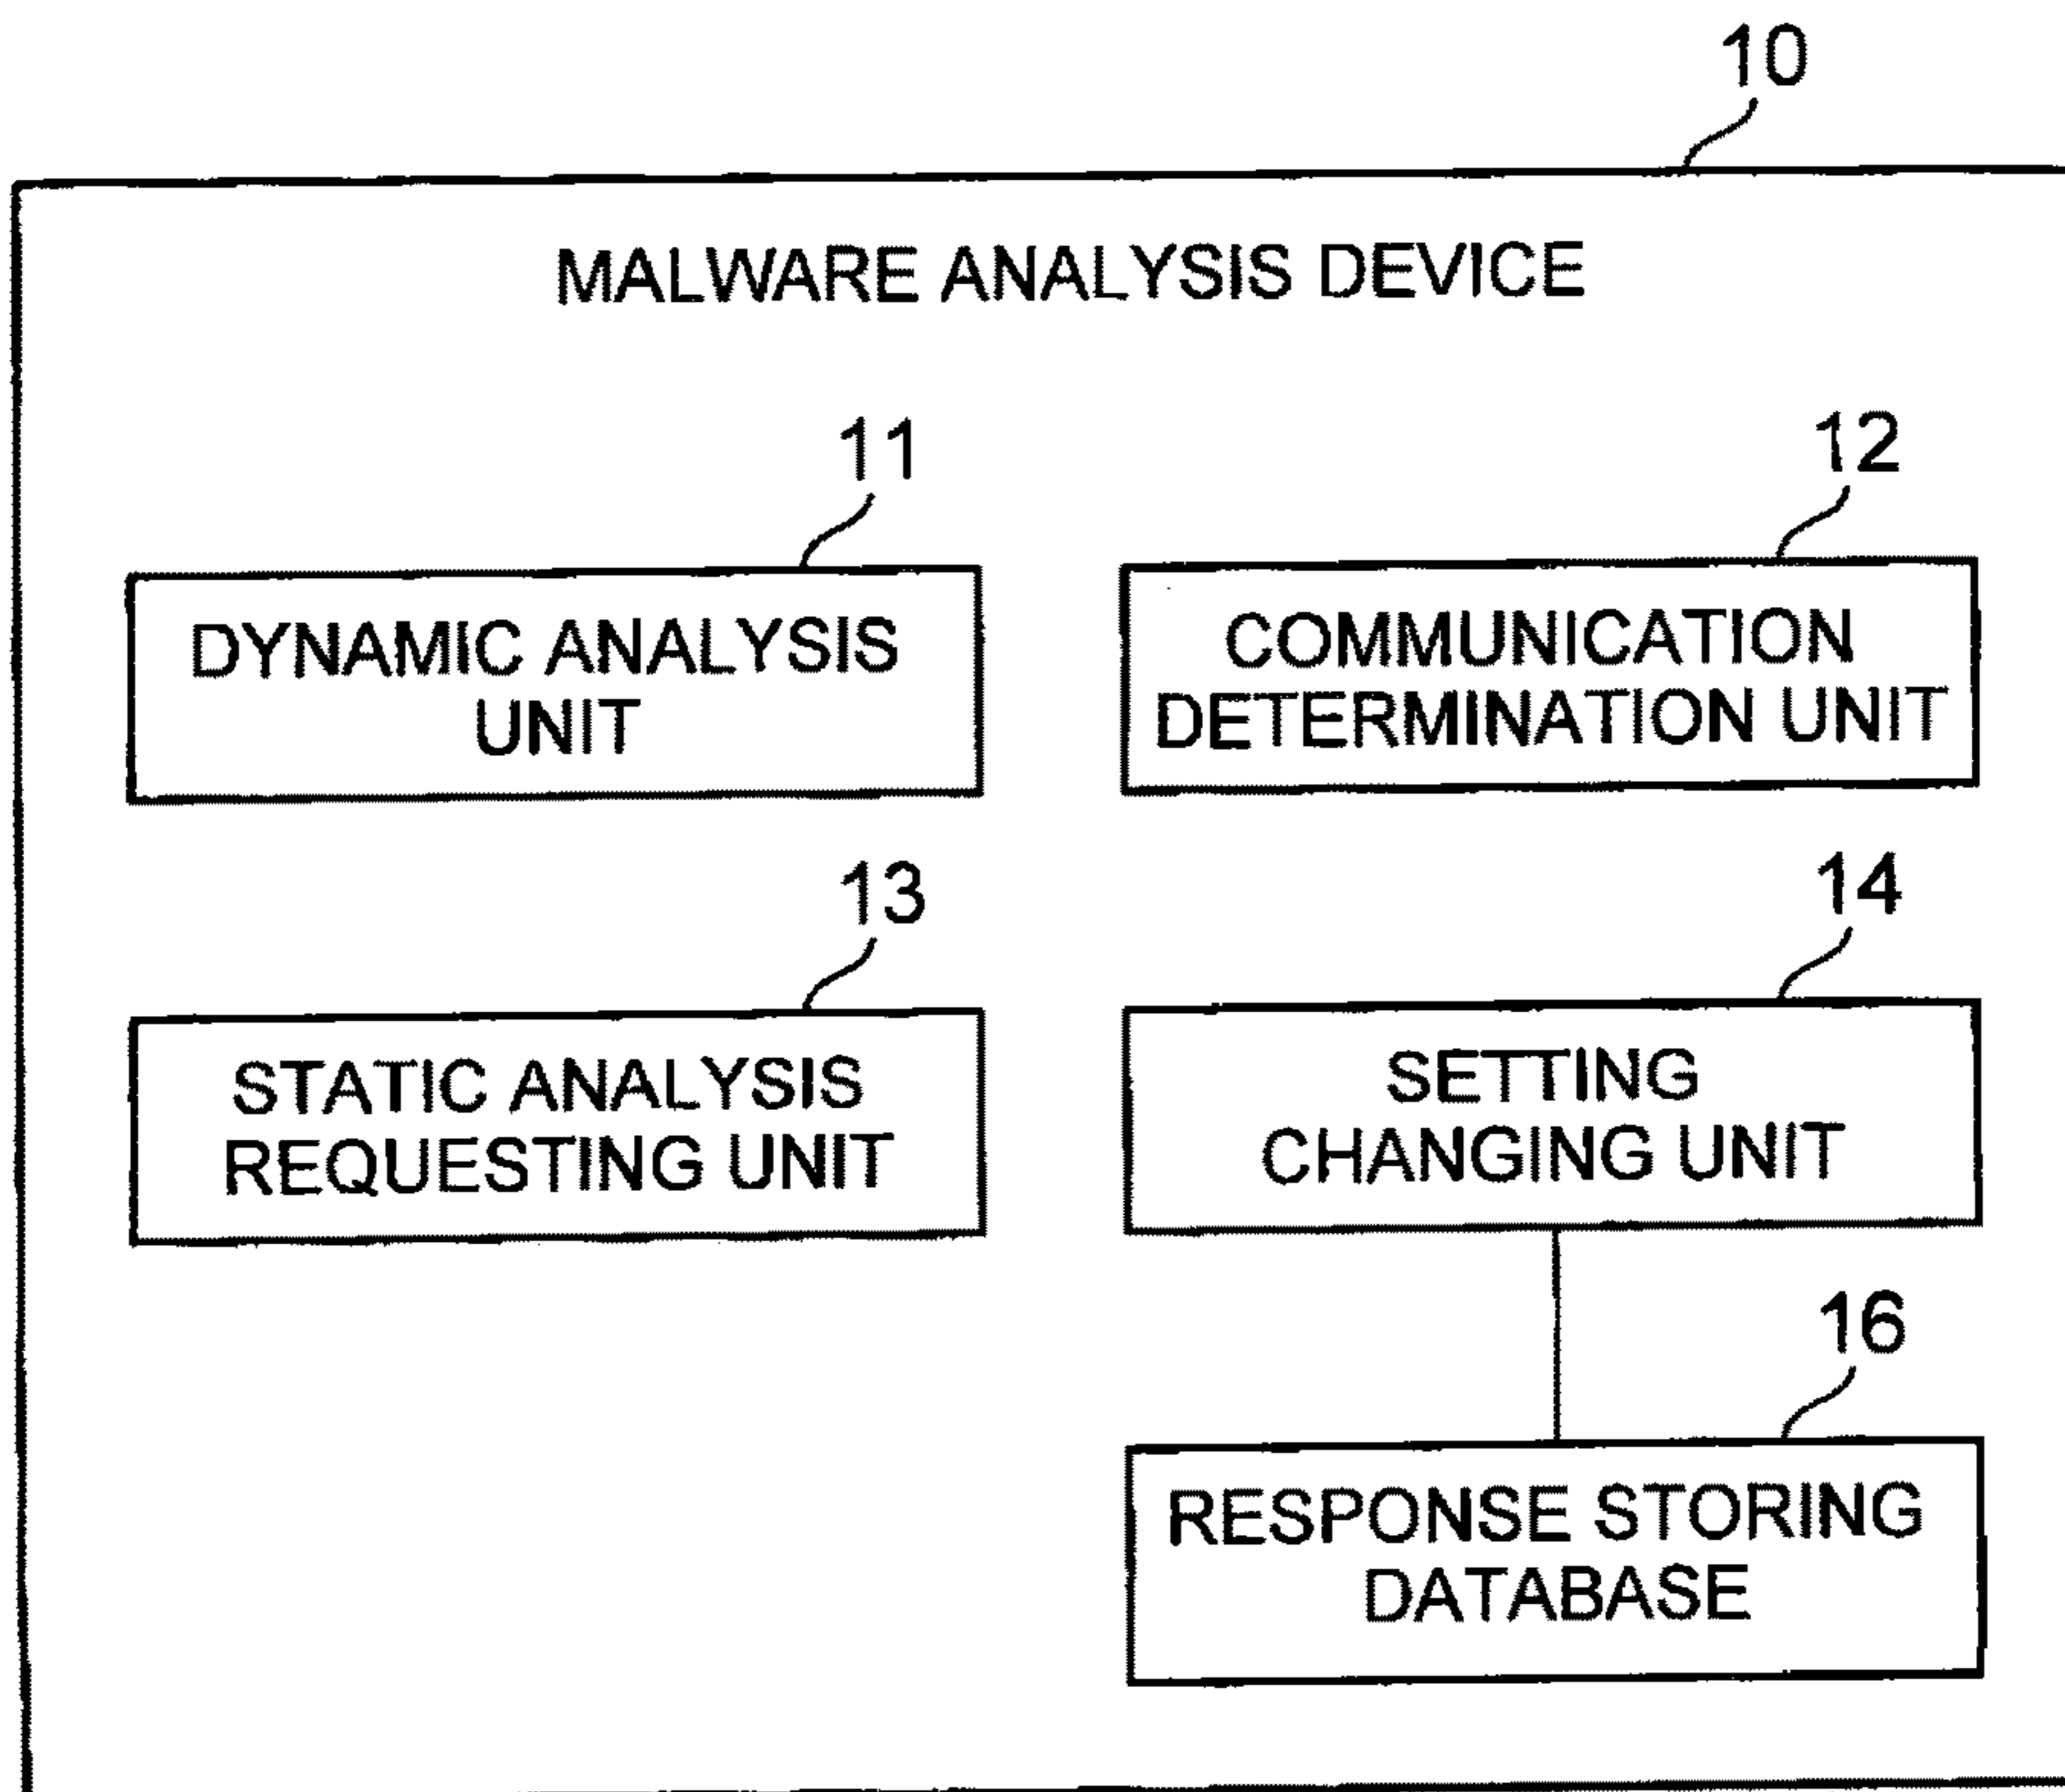 10
MALWARE ANALYSIS DEVICE
11
12
DYNAMIC ANALYSIS
UNIT
COMMUNICATION
DETERMINATION UNIT
13
14
STATIC ANALYSIS
REQUESTING UNIT
SETTING
CHANGING UNIT
16
RESPONSE STORING
DATABASE